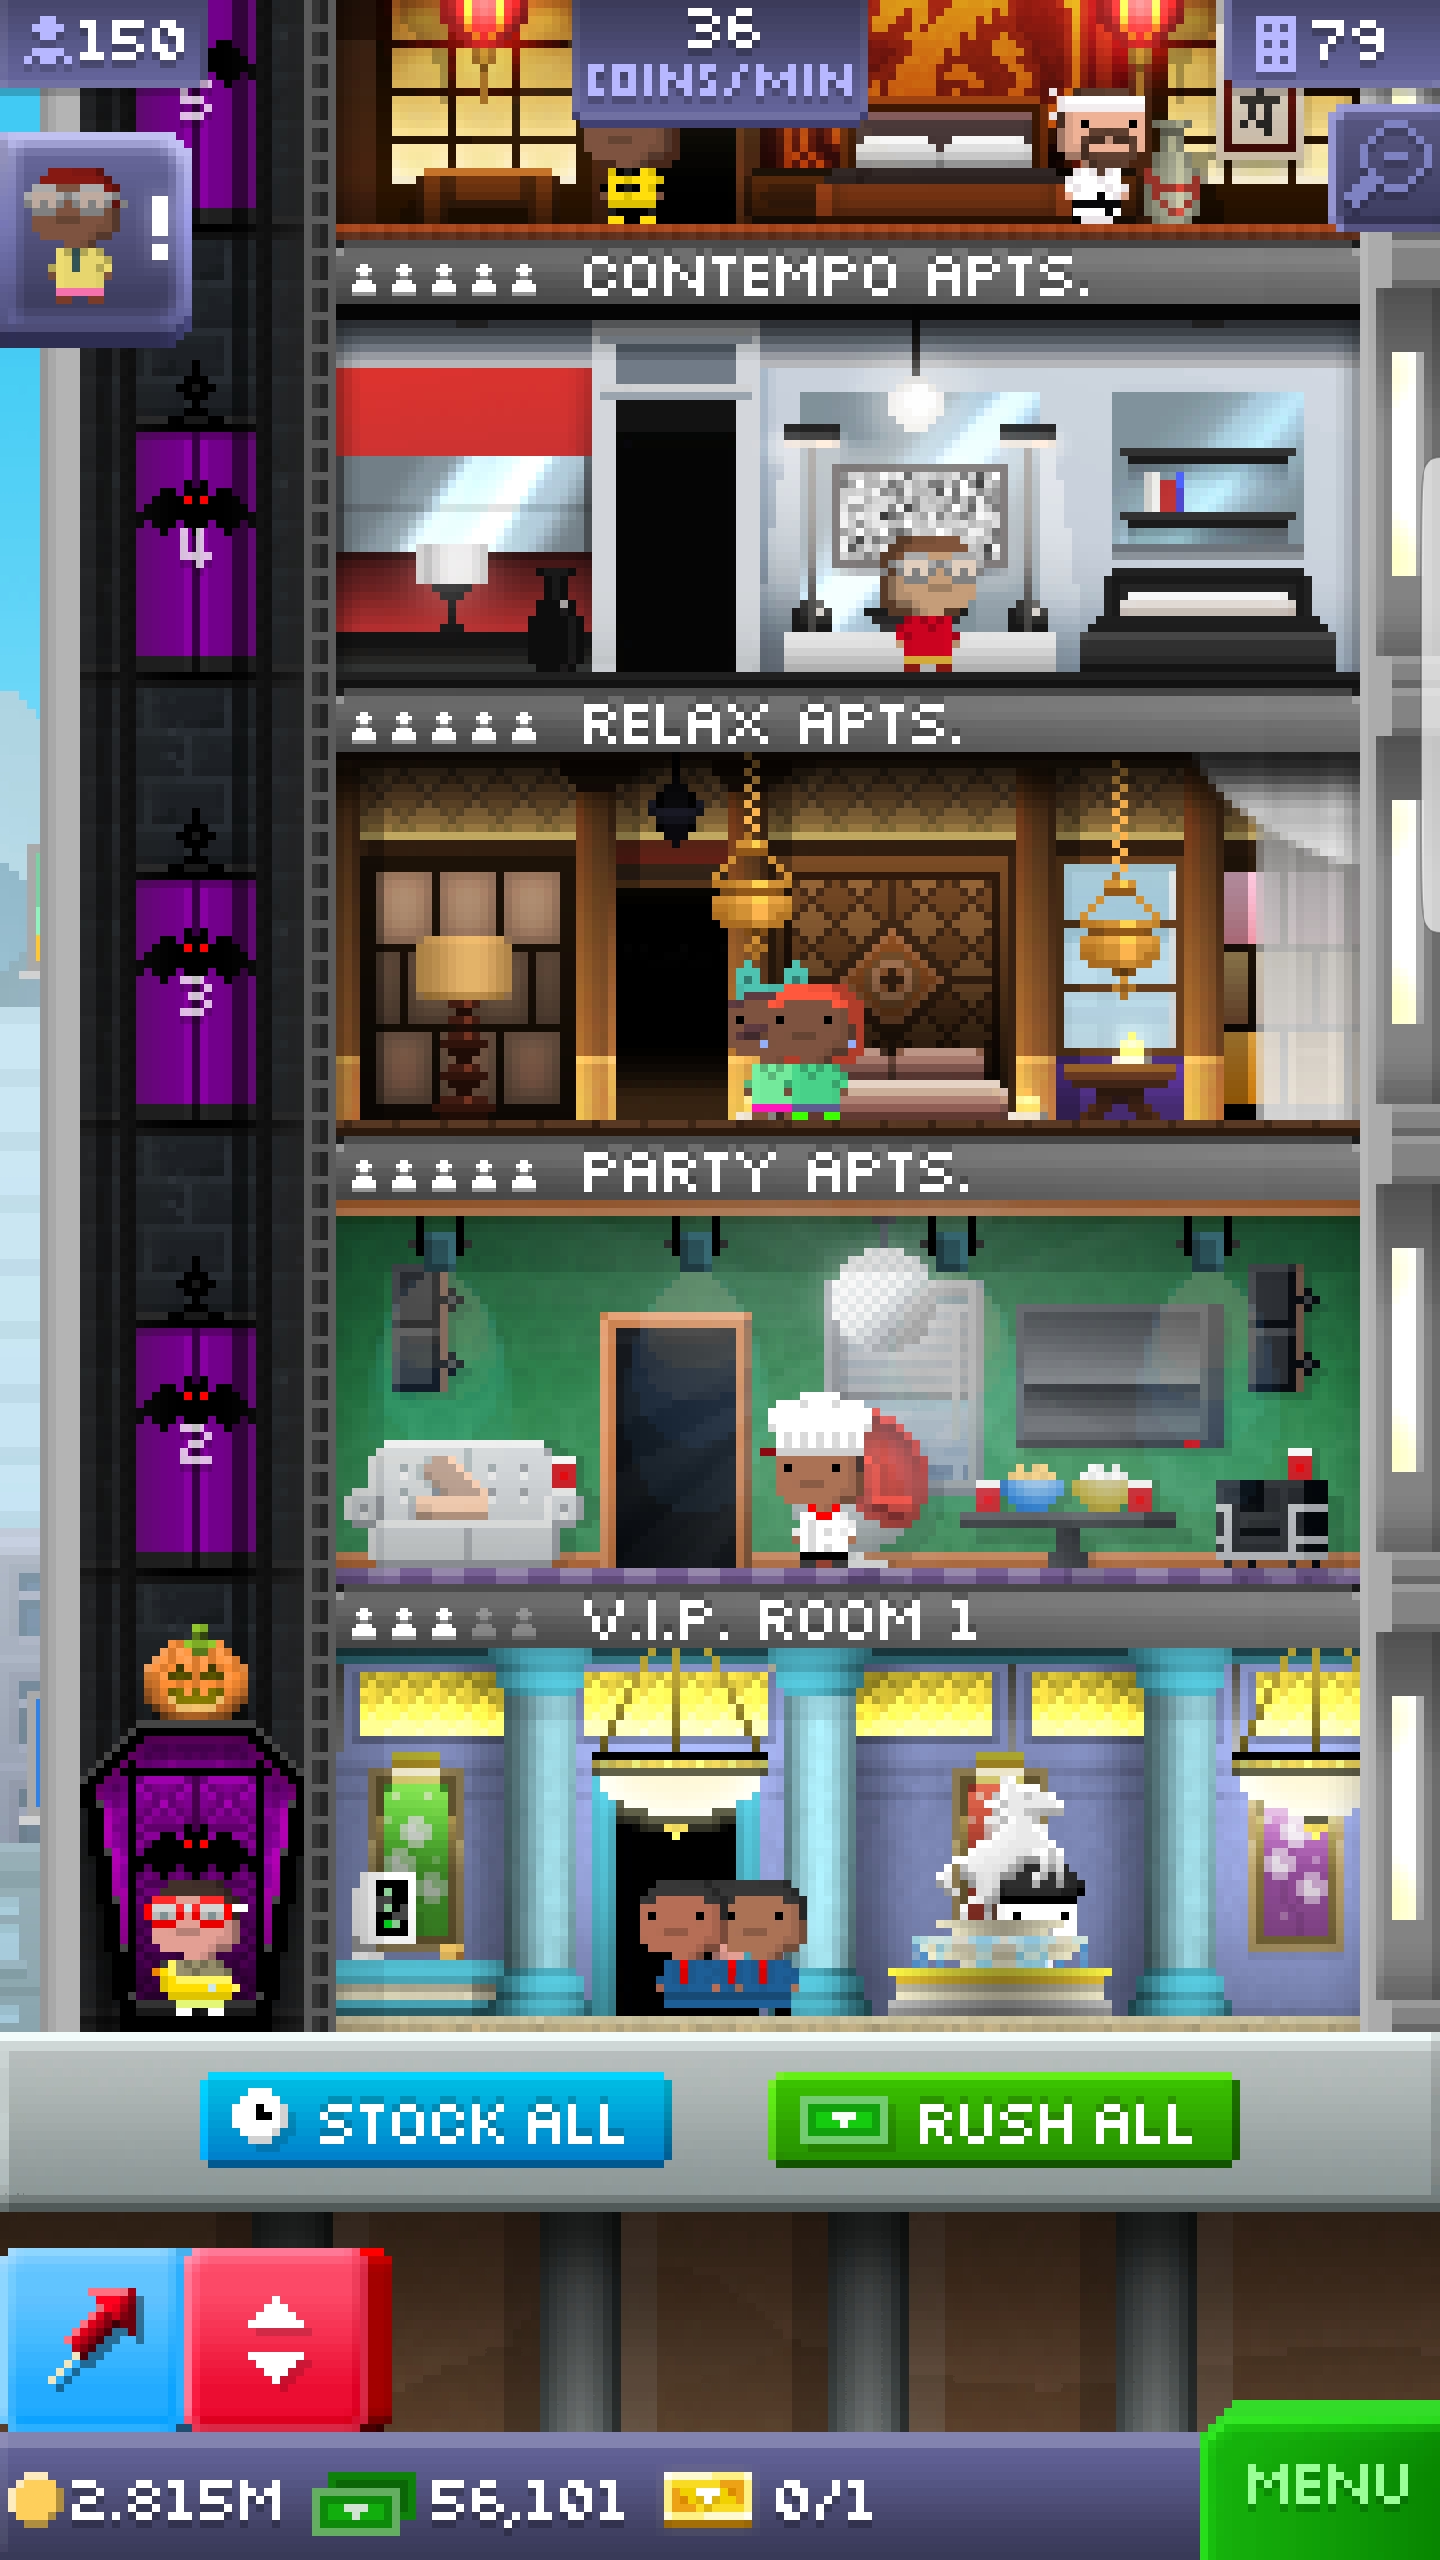 150
36
COINS/MIN
79
5
CONTEMPO APTS.
4
RELAX APTS.
3
PARTY APTS.
2
V.I.P. ROOM 1
STOCK ALL
RUSH ALL
2.815M
56,101
0/1
MENU